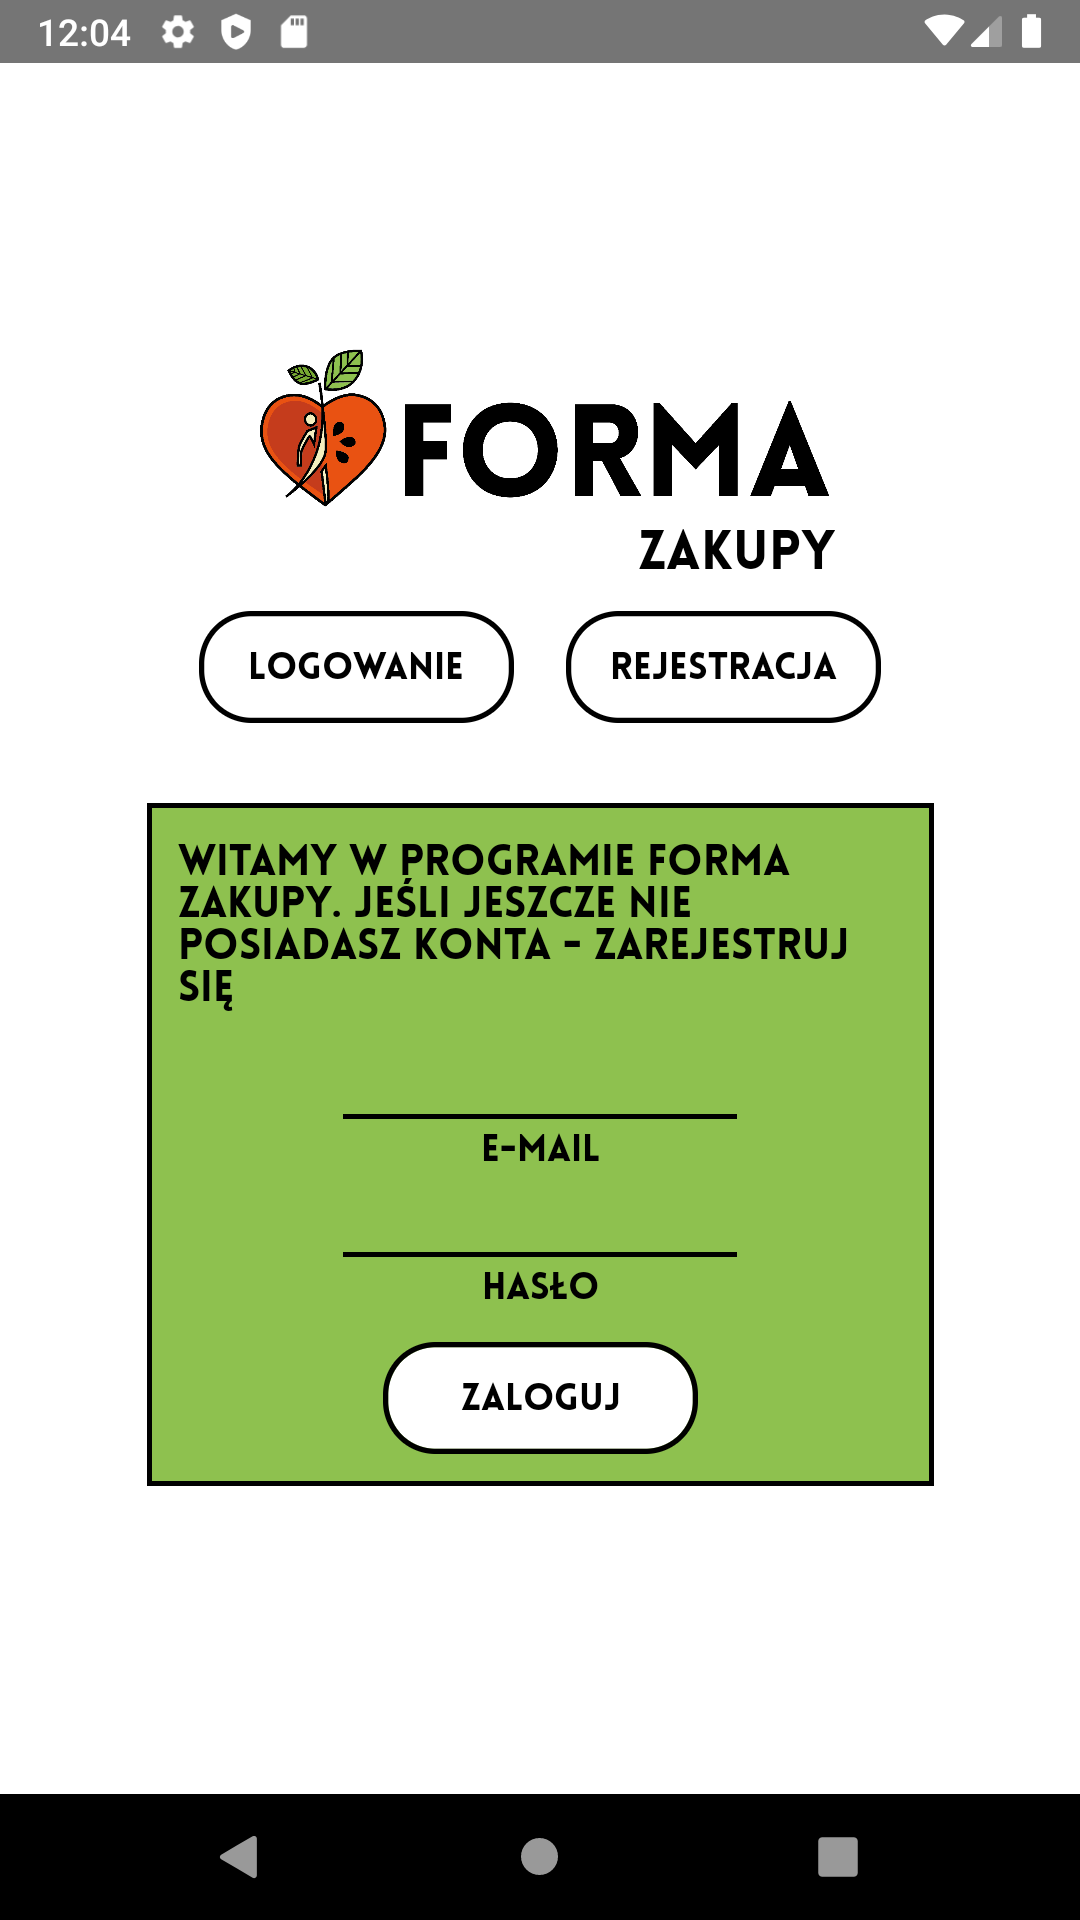 12:04
FORMA
ZAKUPY
LOGOWANIE
REJESTRACJA
WITAMY W PROGRAMIE FORMA
ZAKUPY. JEŚLI JESZCZE NIE
POSIADASZ KONTA - ZAREJESTRUJ
SIĘ
E-MAIL
HASŁO
ZALOGUJ